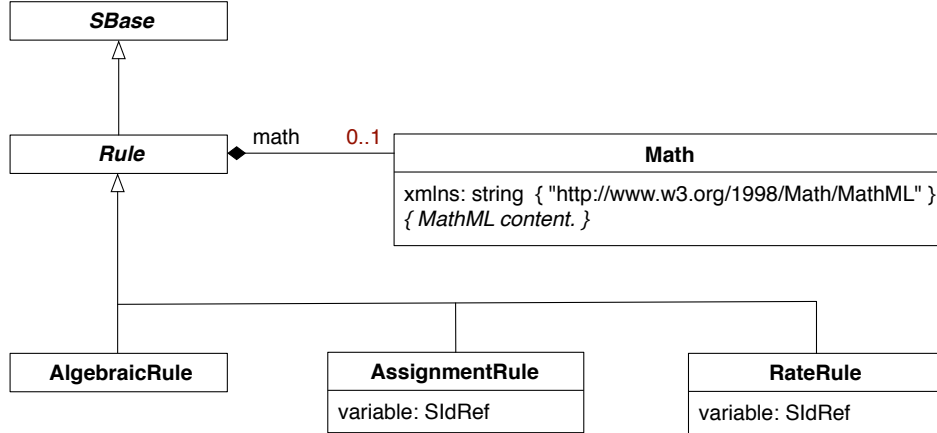 SBase
Rule
math 0..1
Math
xmlns: string { "http://www.w3.org/1998/Math/MathML" }
{ MathML content. }
AlgebraicRule
AssignmentRule
variable: SIdRef
RateRule
variable: SIdRef